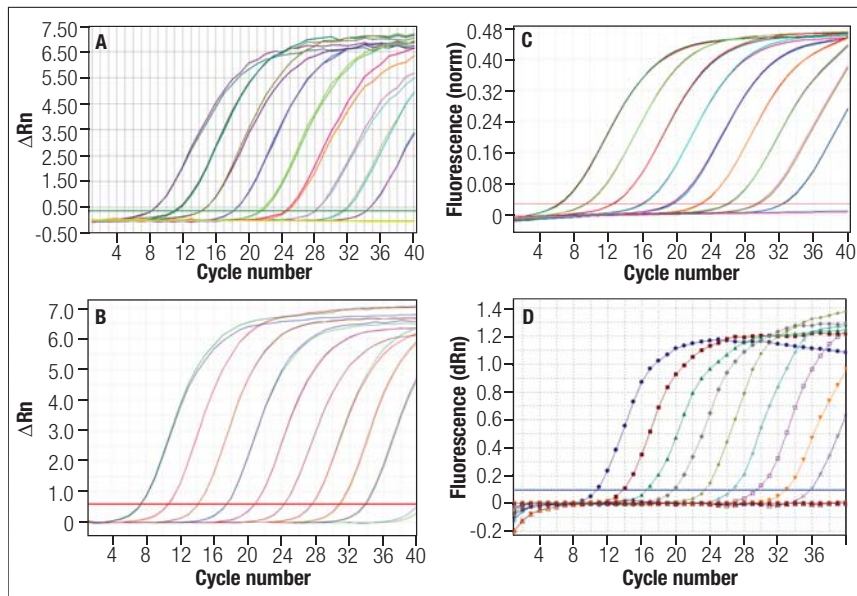 A
ΔRn
7.50
6.50
5.50
4.50
3.50
2.50
1.50
0.50
-0.50
4 8 12 16 20 24 28 32 36 40
Cycle number
C
Fluorescence (norm)
0.48
0.40
0.32
0.24
0.16
0.08
0
4 8 12 16 20 24 28 32 36 40
Cycle number
B
ΔRn
7.0
6.0
5.0
4.0
3.0
2.0
1.0
0
4 8 12 16 20 24 28 32 36 40
Cycle number
D
Fluorescence (dRn)
1.4
1.2
1.0
0.8
0.6
0.4
0.2
0
-0.2
4 8 12 16 20 24 28 32 36
Cycle number